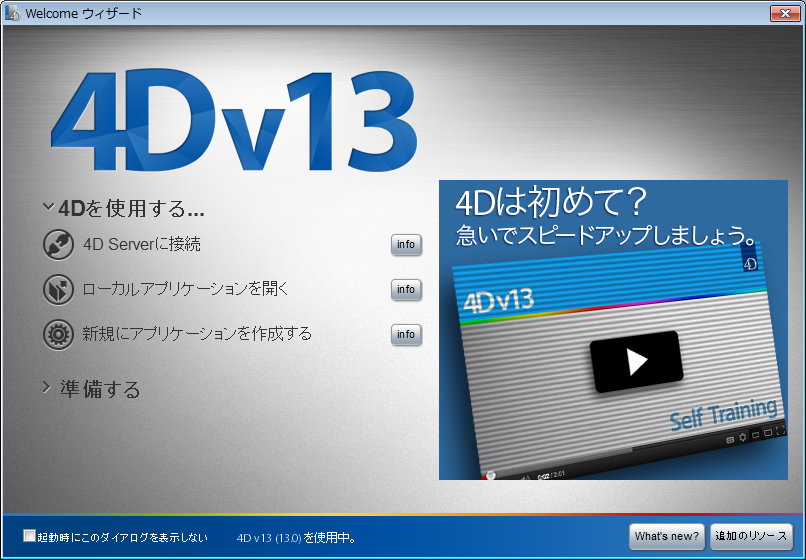 Welcome ウィザード
4Dv13
4Dを使用する...
4D Serverに接続
info
ローカルアプリケーションを開く
info
新規にアプリケーションを作成する
info
準備する
4Dは初めて？
急いでスピードアップしましょう。
4D
4Dv13
Self Training
0:02 / 2:01
起動時にこのダイアログを表示しない
4D v13 (13.0) を使用中。
What's new?
追加のリソース